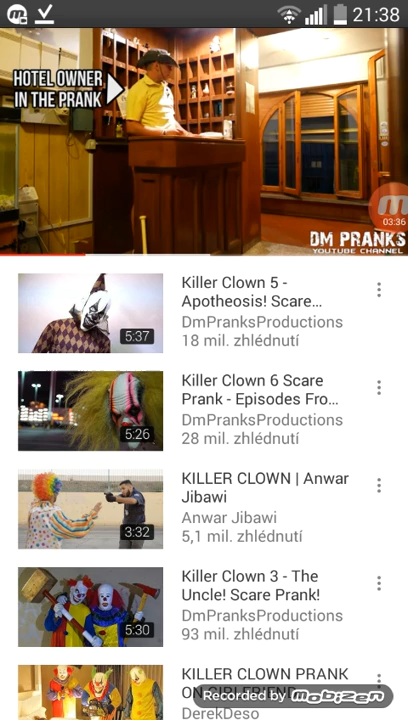 21:38
HOTEL OWNER
IN THE PRANK
03:36
DM PRANKS
YOUTUBE CHANNEL
Killer Clown 5 -
Apotheosis! Scare...
DmPranksProductions
18 mil. zhlédnutí
5:37
Killer Clown 6 Scare
Prank - Episodes Fro...
DmPranksProductions
28 mil. zhlédnutí
5:26
KILLER CLOWN | Anwar
Jibawi
Anwar Jibawi
5,1 mil. zhlédnutí
3:32
Killer Clown 3 - The
Uncle! Scare Prank!
DmPranksProductions
93 mil. zhlédnutí
5:30
KILLER CLOWN PRANK
ON GIRLFRIEND
DerekDeso
Recorded by mobizen